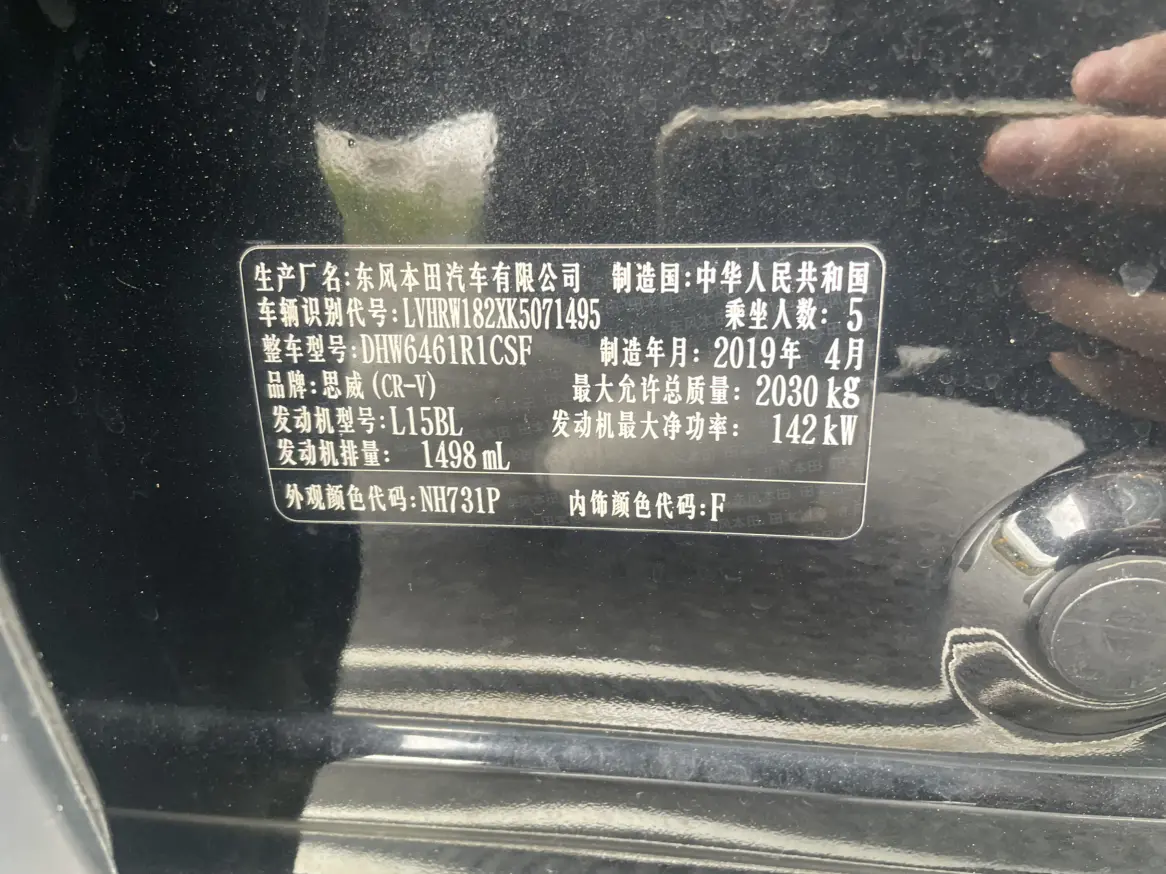 生产厂名:东风本田汽车有限公司 制造国:中华人民共和国
车辆识别代号:LVHRW182XK5071495 乘坐人数: 5
整车型号:DHW6461R1CSF 制造年月: 2019年 4月
品牌:思威(CR-V) 最大允许总质量: 2030 kg
发动机型号:L15BL 发动机最大净功率: 142 kW
发动机排量: 1498 mL
外观颜色代码:NH731P 内饰颜色代码:F